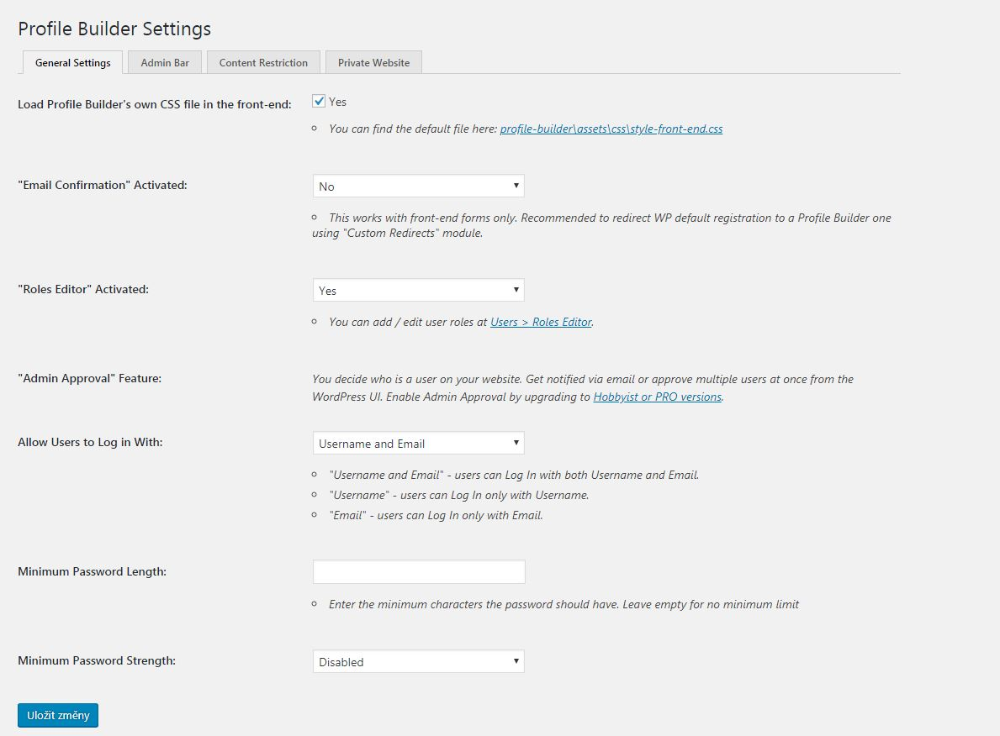 Profile Builder Settings
General Settings
Admin Bar
Content Restriction
Private Website
Load Profile Builder's own CSS file in the front-end:
Yes
You can find the default file here: profile-builder\assets\css\style-front-end.css
"Email Confirmation" Activated:
No
This works with front-end forms only. Recommended to redirect WP default registration to a Profile Builder one
using "Custom Redirects" module.
"Roles Editor" Activated:
Yes
You can add / edit user roles at Users > Roles Editor.
"Admin Approval" Feature:
You decide who is a user on your website. Get notified via email or approve multiple users at once from the
WordPress UI. Enable Admin Approval by upgrading to Hobbyist or PRO versions.
Allow Users to Log in With:
Username and Email
"Username and Email" - users can Log In with both Username and Email.
"Username" - users can Log In only with Username.
"Email" - users can Log In only with Email.
Minimum Password Length:
Enter the minimum characters the password should have. Leave empty for no minimum limit
Minimum Password Strength:
Disabled
Uložit změny